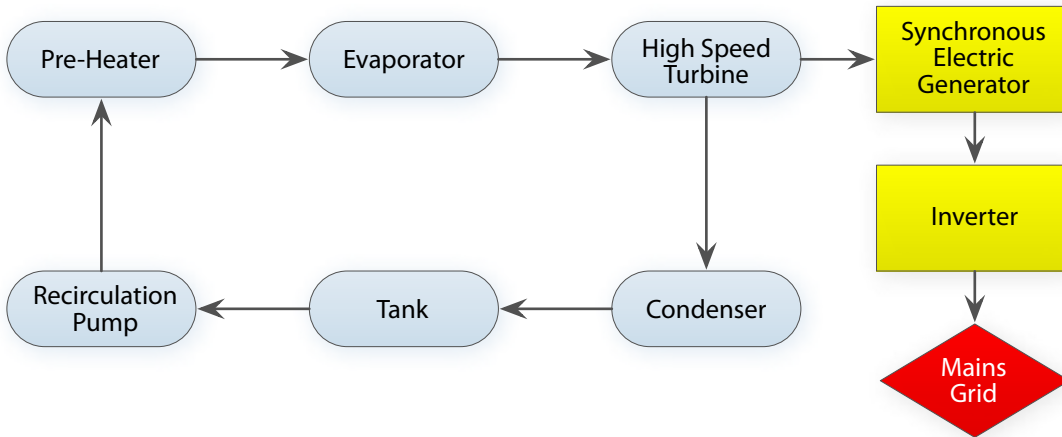 Pre-Heater
Evaporator
High Speed
Turbine
Synchronous
Electric
Generator
Inverter
Recirculation
Pump
Tank
Condenser
Mains
Grid